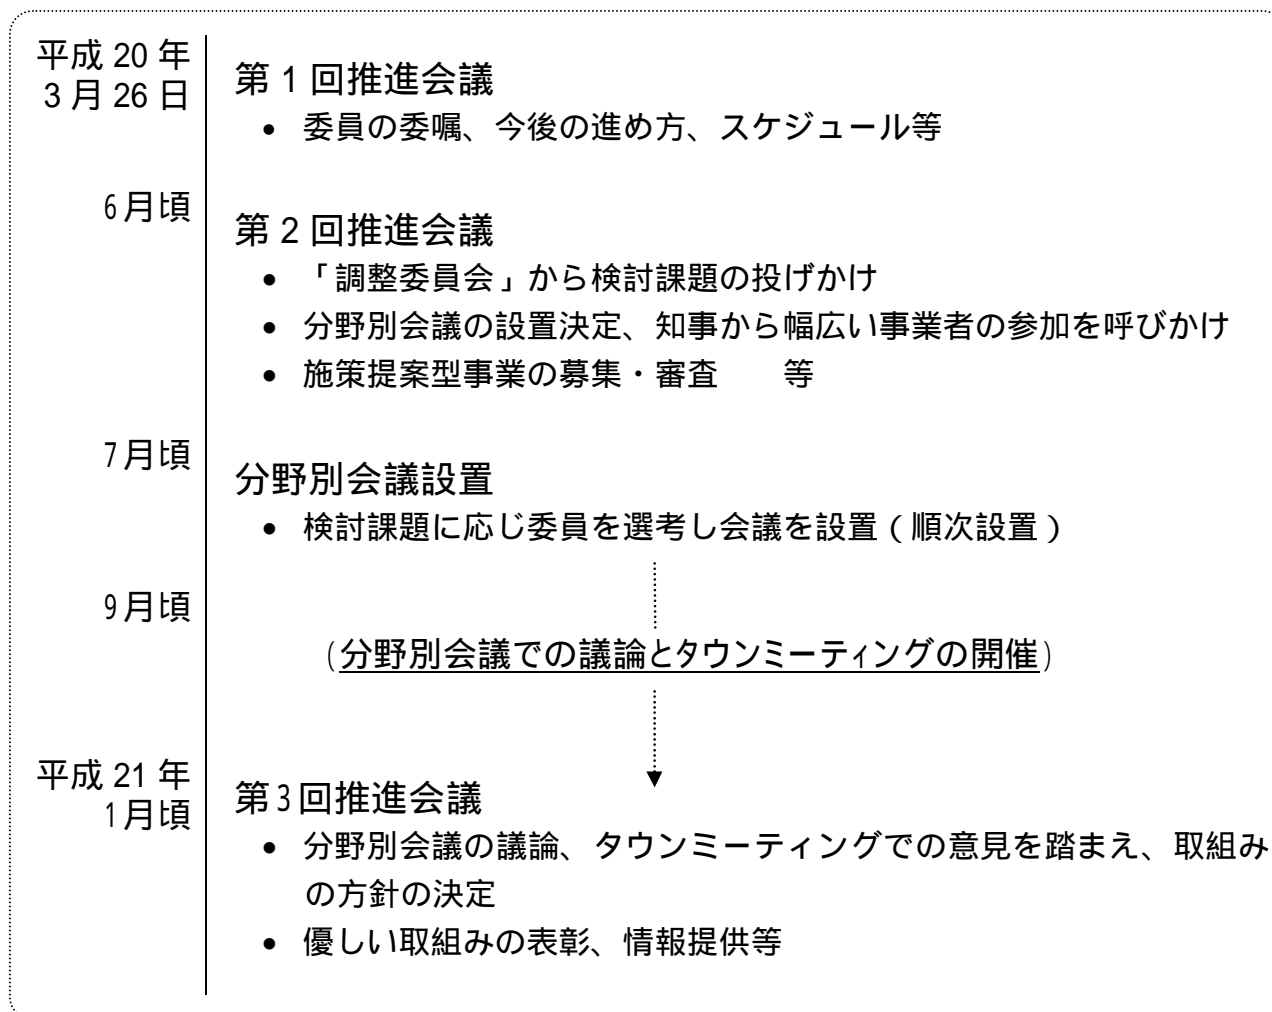 平成 20 年
3 月 26 日
第 1 回推進会議
• 委員の委嘱、今後の進め方、スケジュール等
6月頃
第 2 回推進会議
• 「調整委員会」から検討課題の投げかけ
• 分野別会議の設置決定、知事から幅広い事業者の参加を呼びかけ
• 施策提案型事業の募集・審査　　等
7月頃
分野別会議設置
• 検討課題に応じ委員を選考し会議を設置(順次設置)
9月頃
(分野別会議での議論とタウンミーティングの開催)
平成 21 年
1月頃
第3回推進会議
• 分野別会議の議論、タウンミーティングでの意見を踏まえ、取組み
の方針の決定
• 優しい取組みの表彰、情報提供等